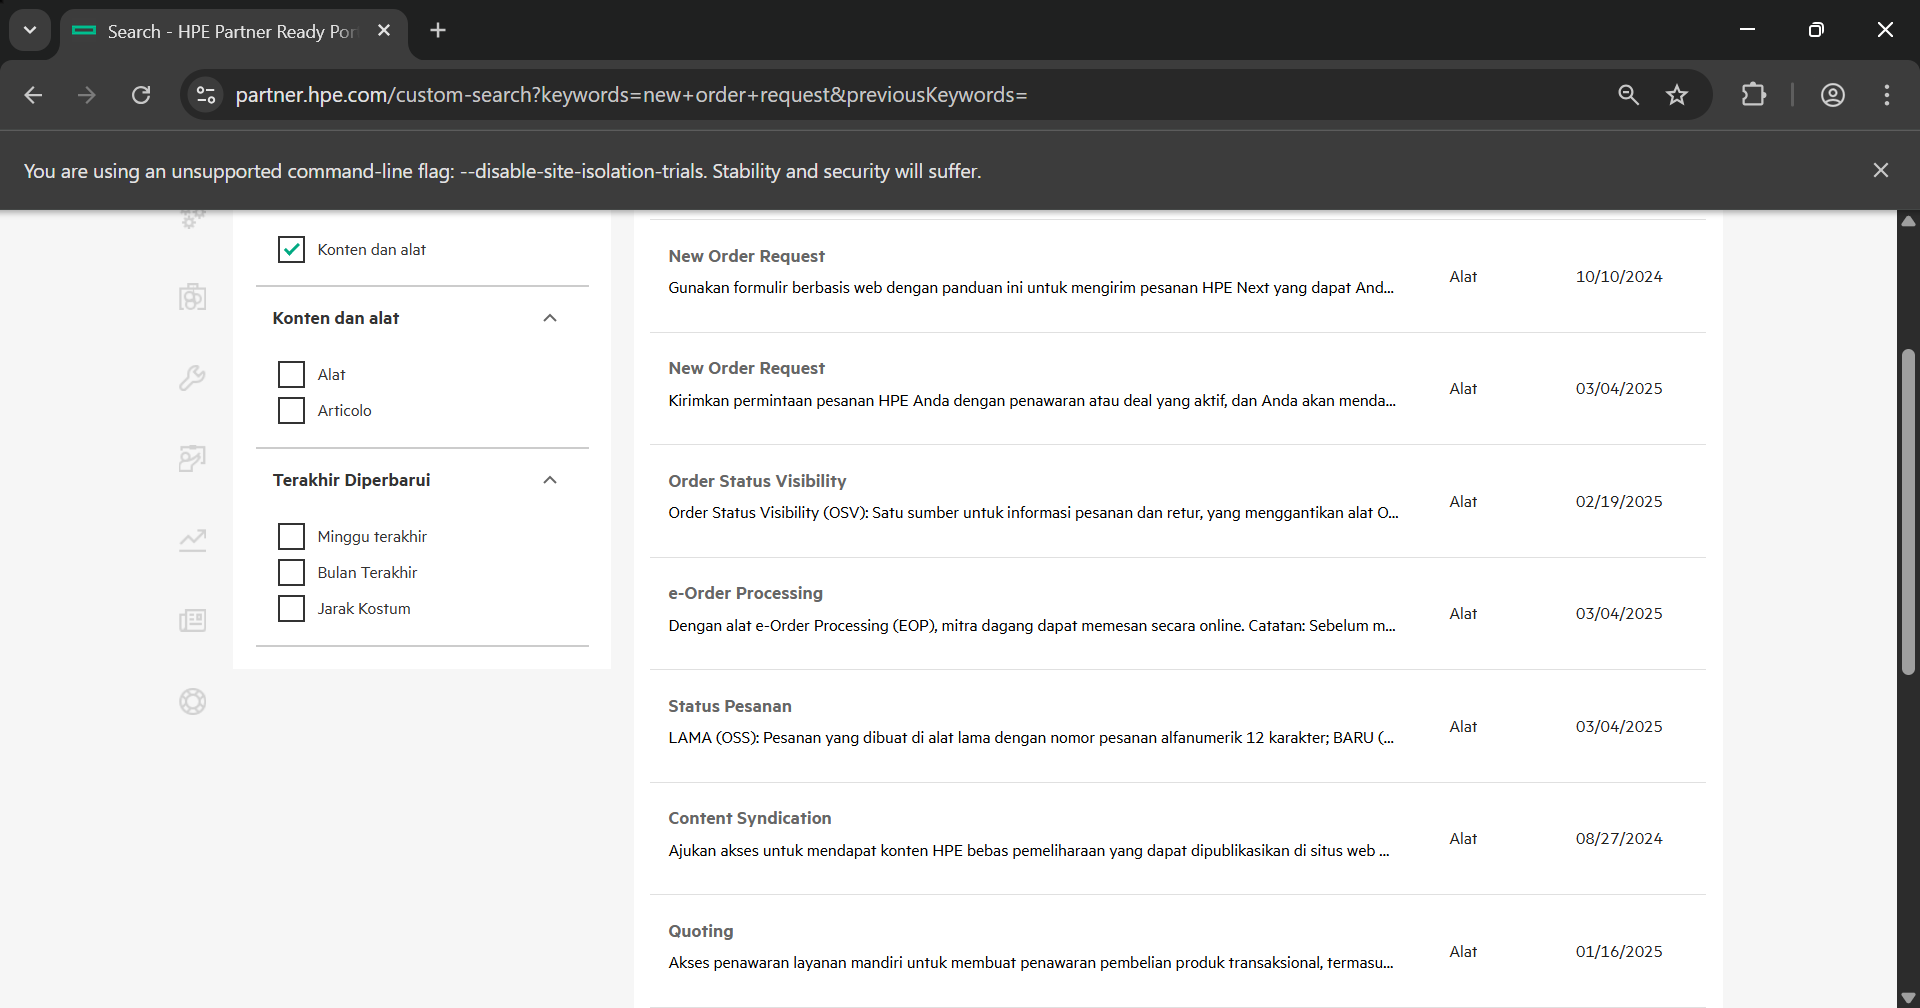 Search - HPE Partner Ready Por
partner.hpe.com/custom-search?keywords=new+order+request&previousKeywords=
You are using an unsupported command-line flag: --disable-site-isolation-trials. Stability and security will suffer.
Konten dan alat
Konten dan alat
Alat
Articolo
Terakhir Diperbarui
Minggu terakhir
Bulan Terakhir
Jarak Kostum
New Order Request
Gunakan formulir berbasis web dengan panduan ini untuk mengirim pesanan HPE Next yang dapat And...
Alat
10/10/2024
New Order Request
Kirimkan permintaan pesanan HPE Anda dengan penawaran atau deal yang aktif, dan Anda akan menda...
Alat
03/04/2025
Order Status Visibility
Order Status Visibility (OSV): Satu sumber untuk informasi pesanan dan retur, yang menggantikan alat O...
Alat
02/19/2025
e-Order Processing
Dengan alat e-Order Processing (EOP), mitra dagang dapat memesan secara online. Catatan: Sebelum m...
Alat
03/04/2025
Status Pesanan
LAMA (OSS): Pesanan yang dibuat di alat lama dengan nomor pesanan alfanumerik 12 karakter; BARU (...
Alat
03/04/2025
Content Syndication
Ajukan akses untuk mendapat konten HPE bebas pemeliharaan yang dapat dipublikasikan di situs web ...
Alat
08/27/2024
Quoting
Akses penawaran layanan mandiri untuk membuat penawaran pembelian produk transaksional, termasu...
Alat
01/16/2025